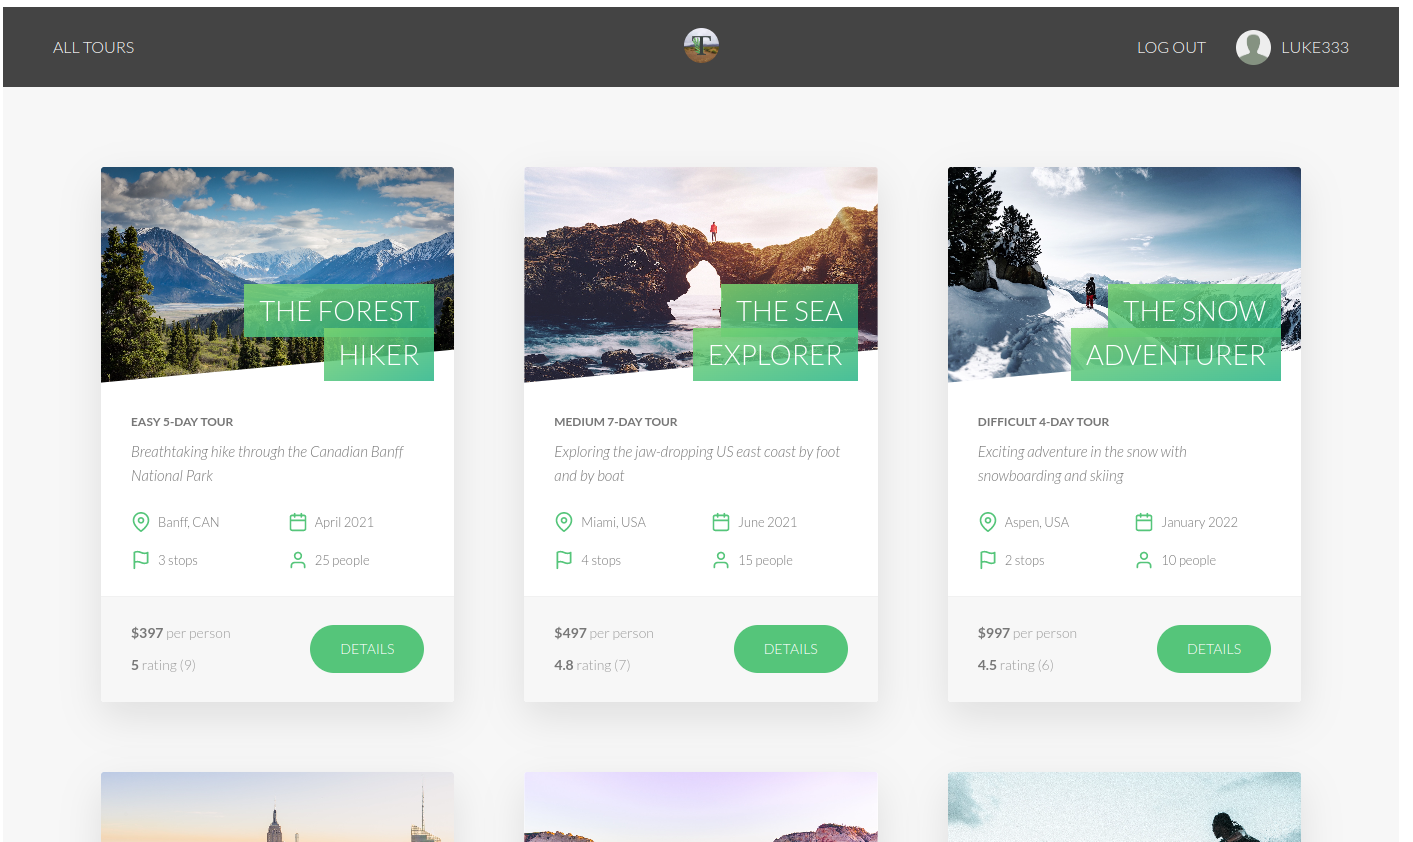 ALL TOURS
T
LOG OUT
LUKE333
THE FOREST
HIKER
EASY 5-DAY TOUR
Breathtaking hike through the Canadian Banff
National Park
Banff, CAN
April 2021
3 stops
25 people
$397 per person
5 rating (9)
DETAILS
THE SEA
EXPLORER
MEDIUM 7-DAY TOUR
Exploring the jaw-dropping US east coast by foot
and by boat
Miami, USA
June 2021
4 stops
15 people
$497 per person
4.8 rating (7)
DETAILS
THE SNOW
ADVENTURER
DIFFICULT 4-DAY TOUR
Exciting adventure in the snow with
snowboarding and skiing
Aspen, USA
January 2022
2 stops
10 people
$997 per person
4.5 rating (6)
DETAILS